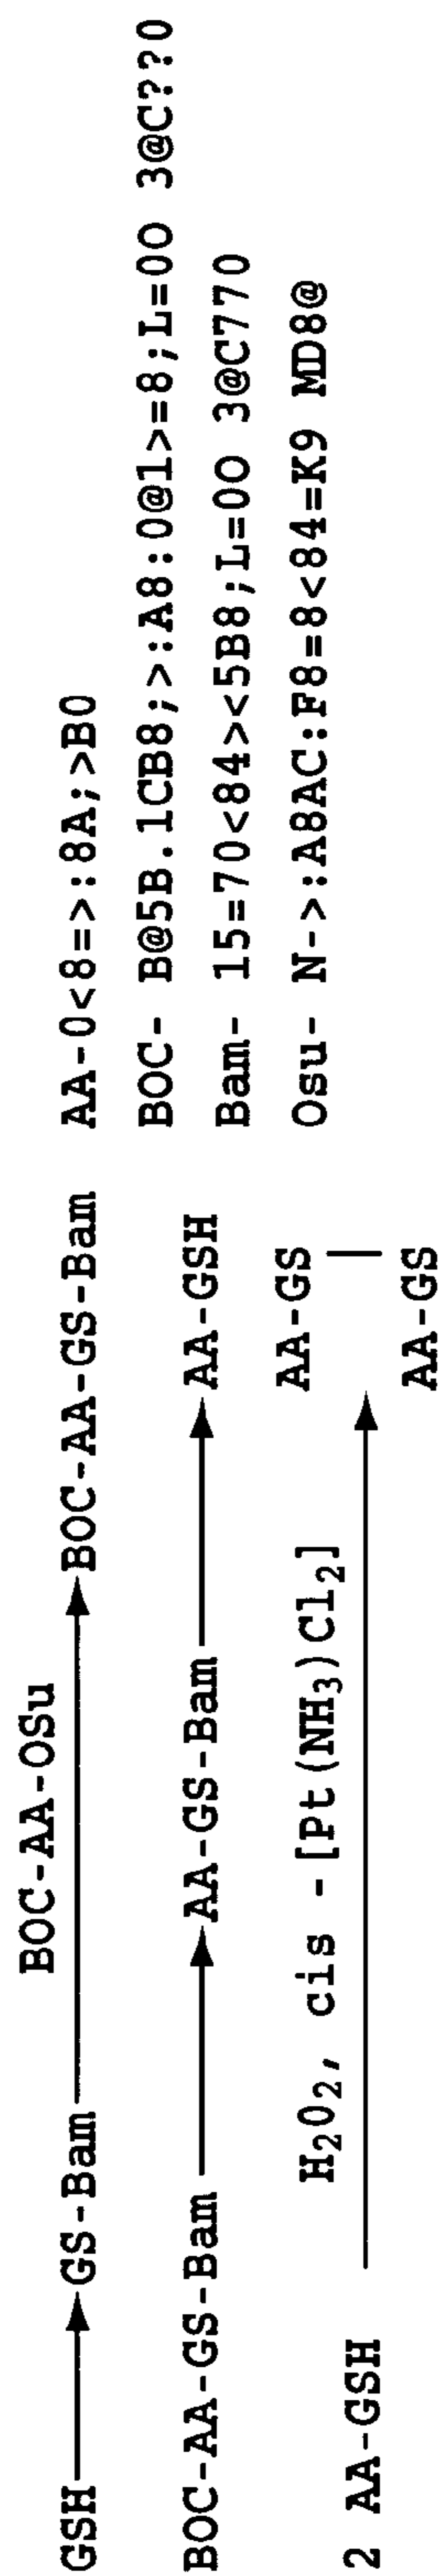 BOC-AA-OSu
GSH → GS-Bam → BOC-AA-GS-Bam
BOC-AA-GS-Bam → AA-GS-Bam → AA-GSH
H₂O₂, cis -[Pt(NH₃)Cl₂]
AA-GS
2 AA-GSH →
AA-GS
AA-0<8=>:8A;>B0
BOC- B@5B.1CB8;>:A8:0@1>=8;L=0O 3@C??0
Bam- 15=70<84><5B8;L=0O 3@C770
Osu- N->:A8AC:F8=8<84=K9 MD8@